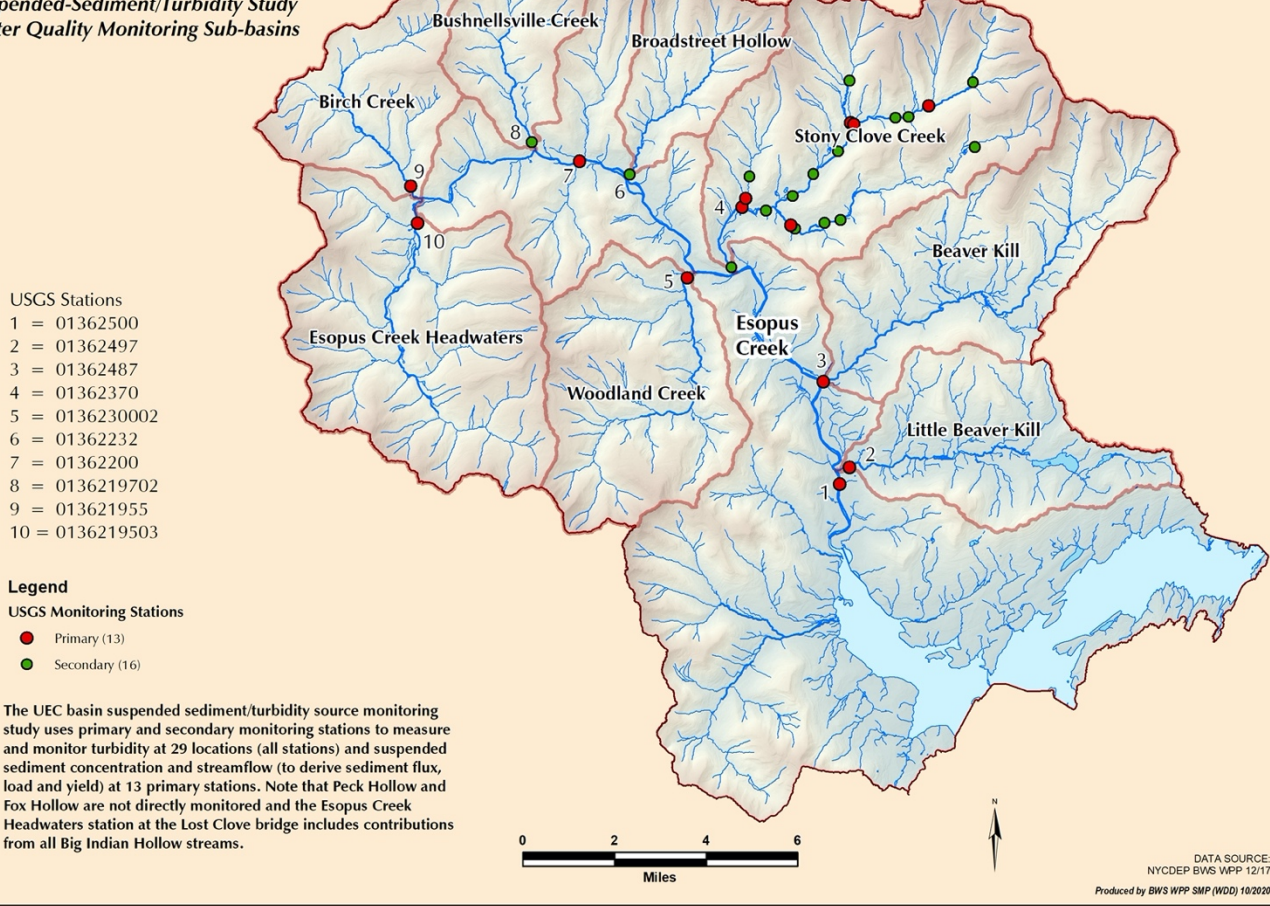 Study
Quality Monitoring Sub-basins
Bushnellsville Creek
Broadstreet Hollow
Birch Creek
Stony Clove Creek
8
7
9
6
4
10
Beaver Kill
5
Esopus
Creek
3
Esopus Creek Headwaters
Woodland Creek
Little Beaver Kill
2
1
USGS Stations
1 = 01362500
2 = 01362497
3 = 01362487
4 = 01362370
5 = 0136230002
6 = 01362232
7 = 01362200
8 = 0136219702
9 = 013621955
10 = 0136219503
Legend
USGS Monitoring Stations
Primary (13)
Secondary (16)
The UEC basin suspended sediment/turbidity source monitoring
study uses primary and secondary monitoring stations to measure
and monitor turbidity at 29 locations (all stations) and suspended
sediment concentration and streamflow (to derive sediment flux,
load and yield) at 13 primary stations. Note that Peck Hollow and
Fox Hollow are not directly monitored and the Esopus Creek
Headwaters station at the Lost Clove bridge includes contributions
from all Big Indian Hollow streams.
0 2 4 6
Miles
N
DATA SOURCE:
NYCDEP BWS WPP 12/17
Produced by BWS WPP SMP (WDD) 10/2020